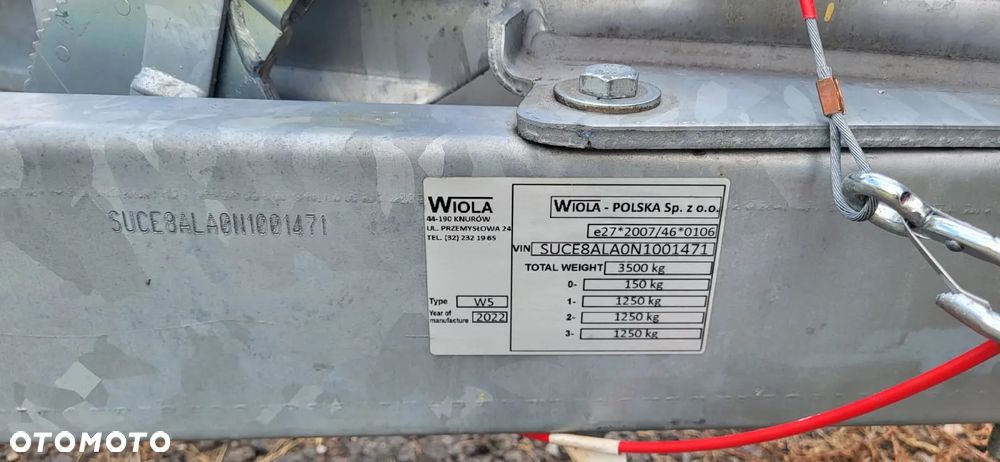 SUCE8ALA0N1001471
WIOLA
44-190 KNURÓW
UL. PRZEMYSŁOWA 24
TEL. (32) 232 19 65
Type W5
Year of
manufacture 2022
WIOLA - POLSKA Sp. z o.o.
e27*2007/46*0106
VIN SUCE8ALA0N1001471
TOTAL WEIGHT 3500 kg
0- 150 kg
1- 1250 kg
2- 1250 kg
3- 1250 kg
OTOMOTO